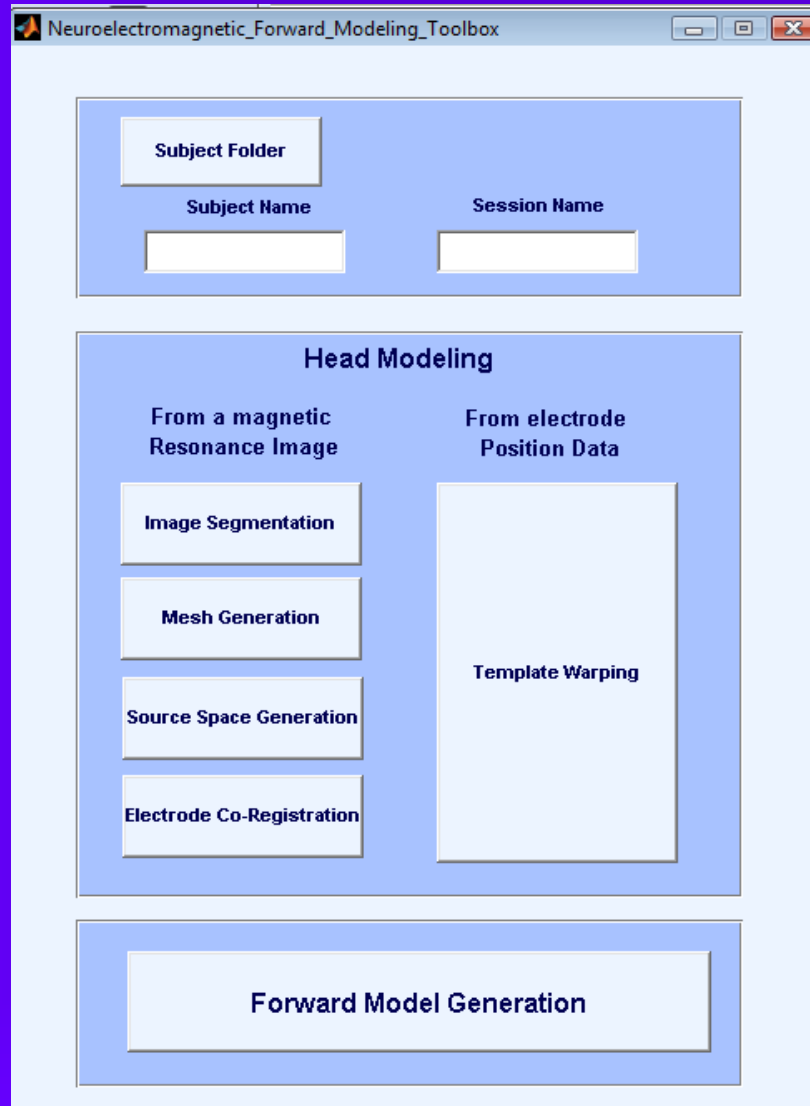 Neuroelectromagnetic_Forward_Modeling_Toolbox
Subject Folder
Subject Name
Session Name
Head Modeling
From a magnetic
Resonance Image
From electrode
Position Data
Image Segmentation
Mesh Generation
Source Space Generation
Electrode Co-Registration
Template Warping
Forward Model Generation